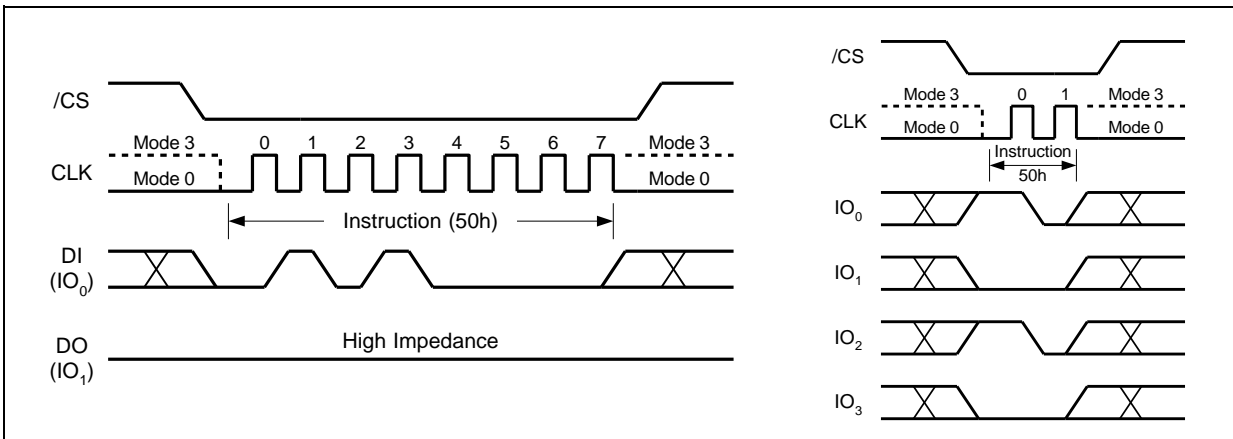 /CS
Mode 3 0 1 2 3 4 5 6 7 Mode 3
CLK
Mode 0 Mode 0
Instruction (50h)
DI
(IO0)
High Impedance
DO
(IO1)
/CS
Mode 3 0 1 Mode 3
CLK
Mode 0 Mode 0
Instruction
50h
IO0
IO1
IO2
IO3